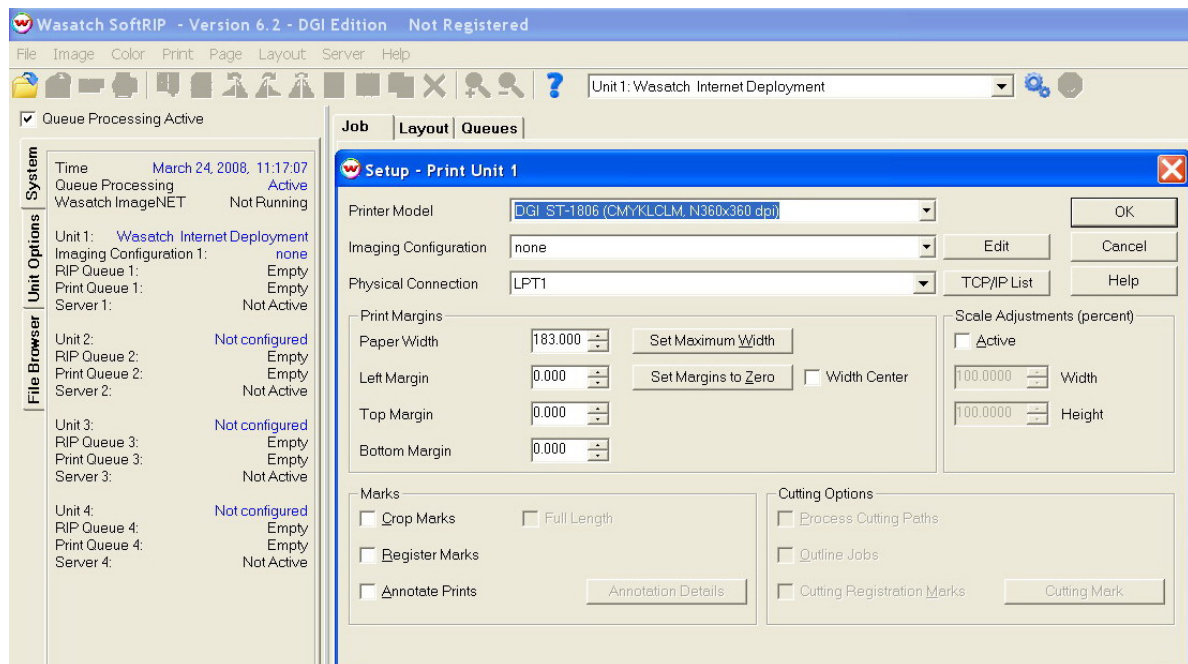 Wasatch SoftRIP - Version 6.2 - DGI Edition Not Registered
File Image Color Print Page Layout Server Help
Unit 1: Wasatch Internet Deployment
Queue Processing Active
Job Layout Queues
System
Unit Options
File Browser
Time March 24, 2008, 11:17:07
Queue Processing Active
Wasatch ImageNET Not Running
Unit 1: Wasatch Internet Deployment
Imaging Configuration 1: none
RIP Queue 1: Empty
Print Queue 1: Empty
Server 1: Not Active
Unit 2: Not configured
RIP Queue 2: Empty
Print Queue 2: Empty
Server 2: Not Active
Unit 3: Not configured
RIP Queue 3: Empty
Print Queue 3: Empty
Server 3: Not Active
Unit 4: Not configured
RIP Queue 4: Empty
Print Queue 4: Empty
Server 4: Not Active
Setup - Print Unit 1
Printer Model DGI ST-1806 (CMYKLCLM, N360x360 dpi) OK
Imaging Configuration none Edit Cancel
Physical Connection LPT1 TCP/IP List Help
Print Margins Scale Adjustments (percent)
Paper Width 183.000 Set Maximum Width Active
Left Margin 0.000 Set Margins to Zero Width Center 100.0000 Width
Top Margin 0.000 100.0000 Height
Bottom Margin 0.000
Marks Cutting Options
Crop Marks Full Length Process Cutting Paths
Register Marks Outline Jobs
Annotate Prints Annotation Details Cutting Registration Marks Cutting Mark